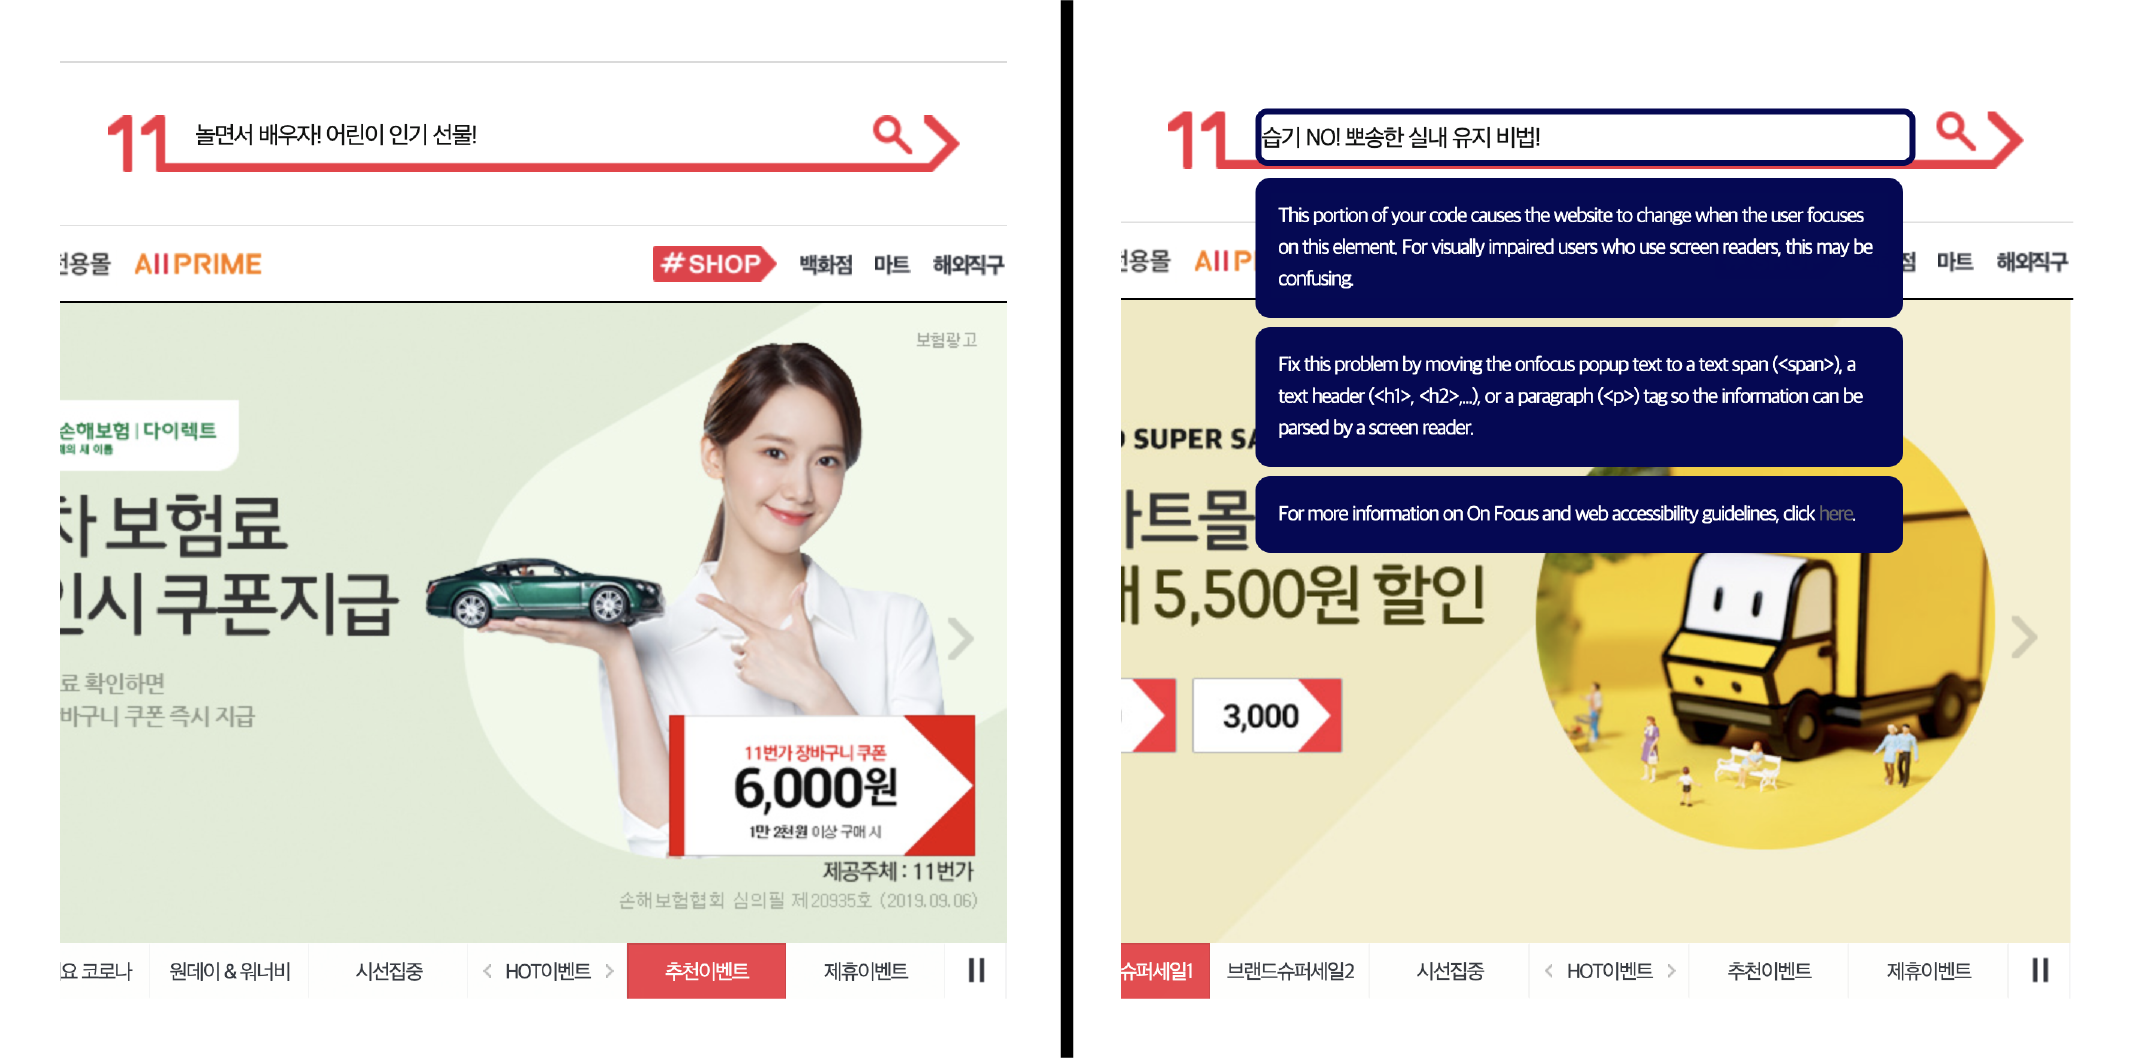 11 놀면서 배우자! 어린이 인기 선물!
전용몰 A11PRIME #SHOP 백화점 마트 해외직구
보험광고
손해보험 | 다이렉트
의 새 이름
차 보험료
인시 쿠폰지급
료 확인하면
바구니 쿠폰 즉시 지급
11번가 장바구니 쿠폰
6,000원
1만 2천원 이상 구매 시
제공주체 : 11번가
손해보험협회 심의필 제20935호 (2019.09.06)
요 코로나 원데이 & 워너비 시선집중 < HOT이벤트 > 추천이벤트 제휴이벤트
11 습기 NO! 뽀송한 실내 유지 비법!
This portion of your code causes the website to change when the user focuses
on this element. For visually impaired users who use screen readers, this may be
confusing.
전용몰 A11P 점 마트 해외직구
Fix this problem by moving the onfocus popup text to a text span (<span>), a
text header (<h1>, <h2>,...), or a paragraph (<p>) tag so the information can be
parsed by a screen reader.
For more information on On Focus and web accessibility guidelines, click here.
SUPER SA
마트몰
5,500원 할인
3,000
슈퍼세일1 브랜드슈퍼세일2 시선집중 < HOT이벤트 > 추천이벤트 제휴이벤트